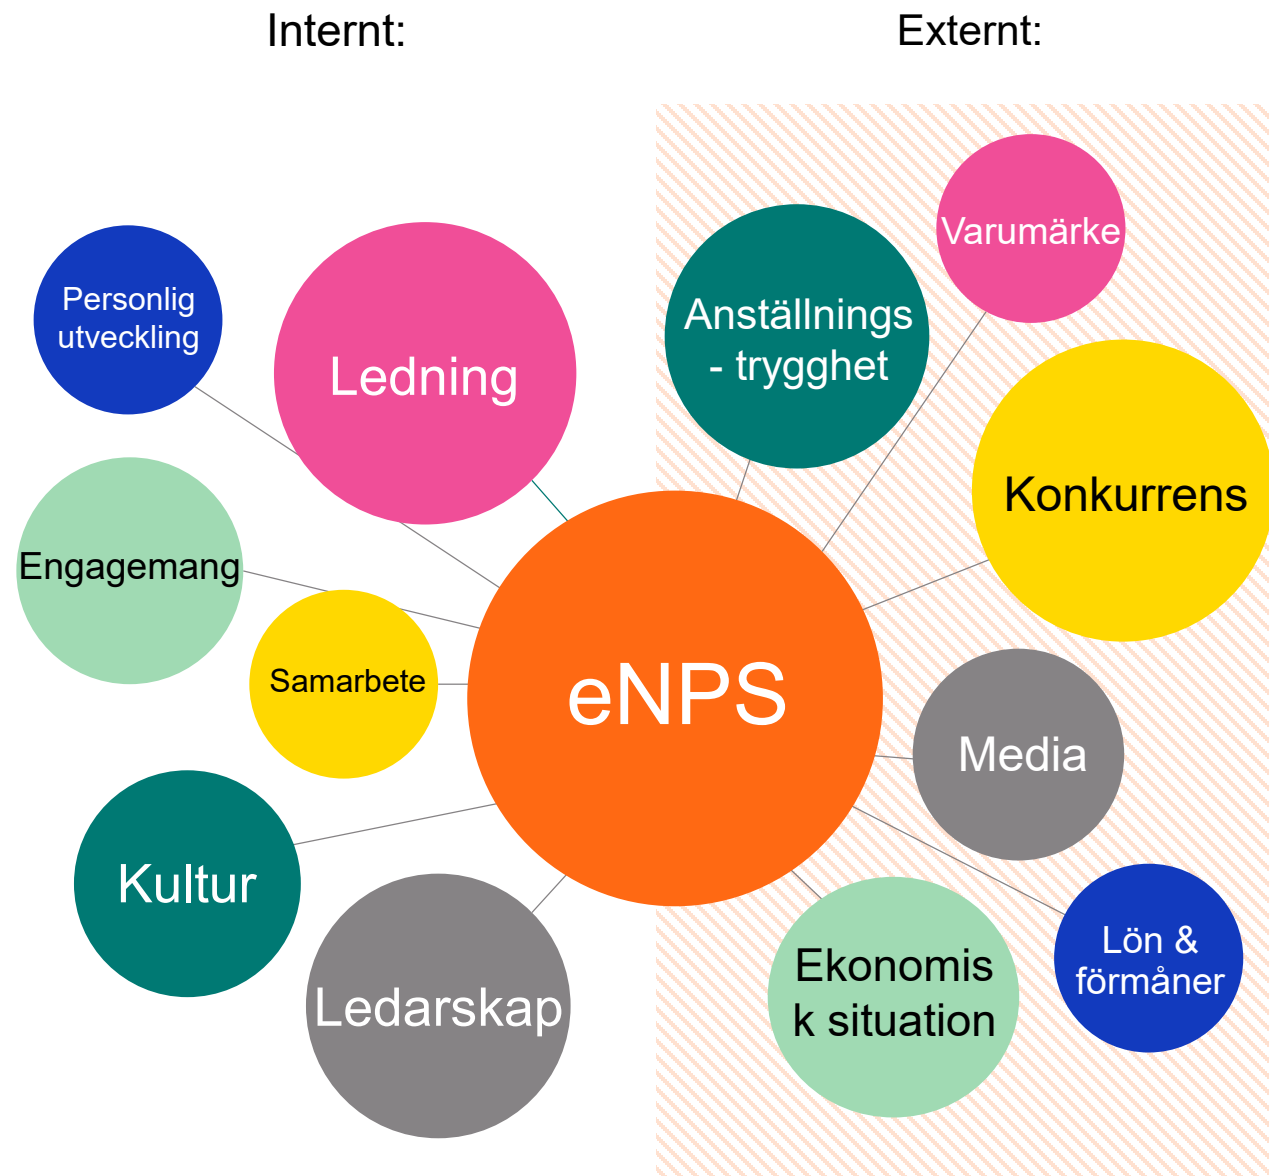 Internt:
Externt:
Personlig
utveckling
Ledning
Engagemang
Samarbete
Kultur
Ledarskap
eNPS
Anställnings
- trygghet
Varumärke
Konkurrens
Media
Lön &
förmåner
Ekonomis
k situation